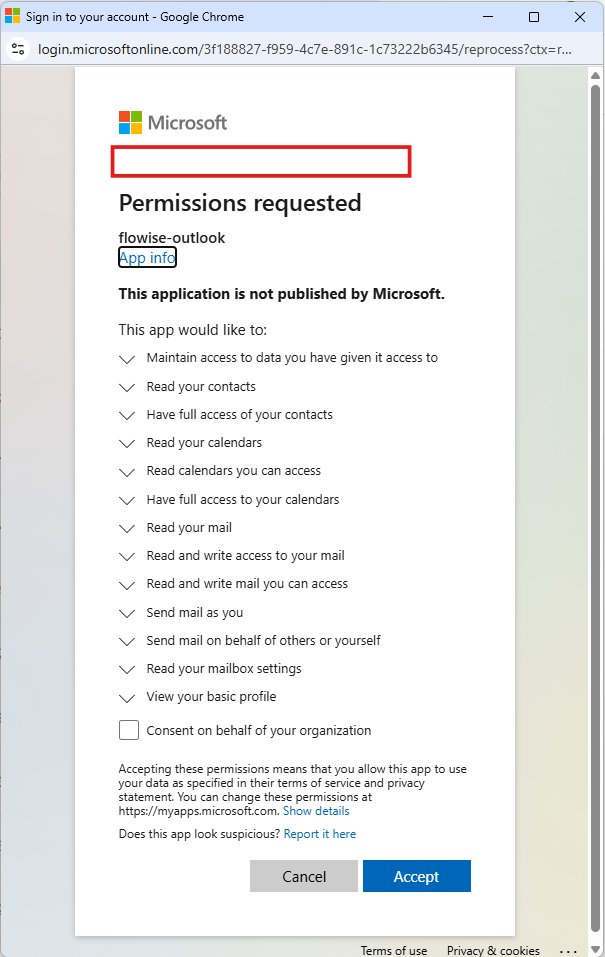 Sign in to your account - Google Chrome
login.microsoftonline.com/3f188827-f959-4c7e-891c-1c73222b6345/reprocess?ctx=r...
Microsoft
Permissions requested
flowise-outlook
App info
This application is not published by Microsoft.
This app would like to:
Maintain access to data you have given it access to
Read your contacts
Have full access of your contacts
Read your calendars
Read calendars you can access
Have full access to your calendars
Read your mail
Read and write access to your mail
Read and write mail you can access
Send mail as you
Send mail on behalf of others or yourself
Read your mailbox settings
View your basic profile
Consent on behalf of your organization
Accepting these permissions means that you allow this app to use
your data as specified in their terms of service and privacy
statement. You can change these permissions at
https://myapps.microsoft.com. Show details
Does this app look suspicious? Report it here
Cancel Accept
Terms of use Privacy & cookies ...